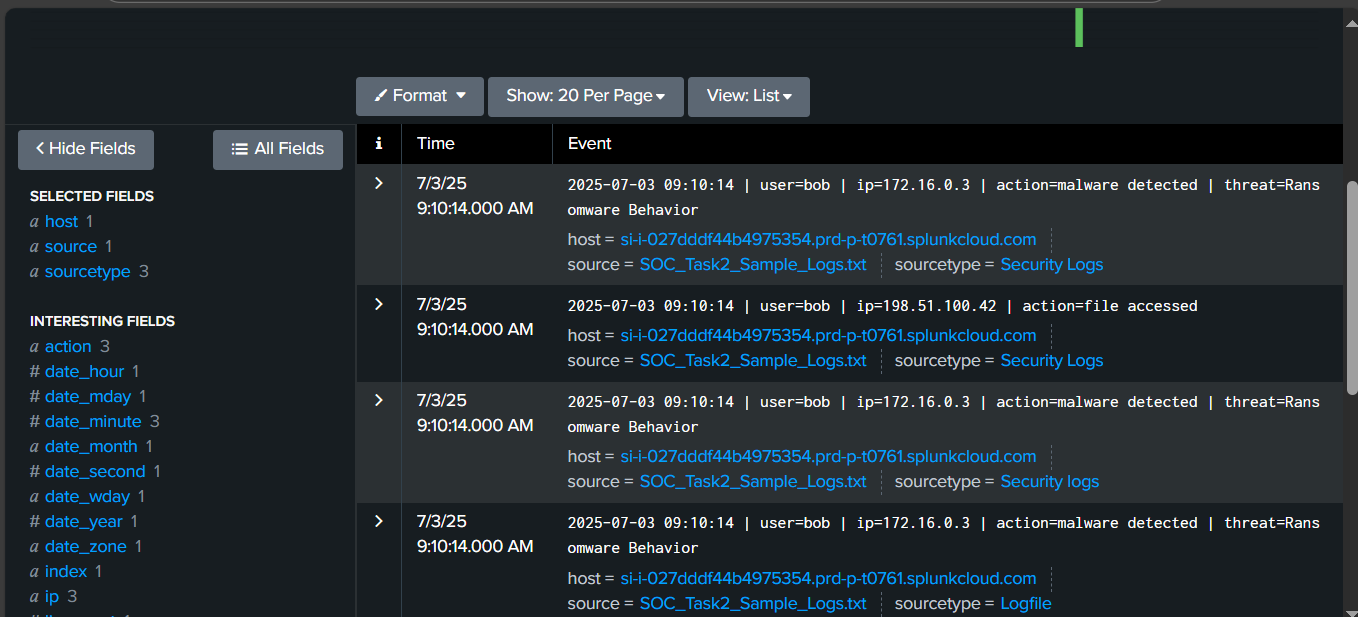 Format
Show: 20 Per Page
View: List
Hide Fields
All Fields
SELECTED FIELDS
a host 1
a source 1
a sourcetype 3
INTERESTING FIELDS
a action 3
# date_hour 1
# date_mday 1
# date_minute 3
a date_month 1
# date_second 1
a date_wday 1
# date_year 1
a date_zone 1
a index 1
a ip 3
i Time Event
7/3/25
9:10:14.000 AM
2025-07-03 09:10:14 | user=bob | ip=172.16.0.3 | action=malware detected | threat=Rans
omware Behavior
host = si-i-027dddf44b4975354.prd-p-t0761.splunkcloud.com
source = SOC_Task2_Sample_Logs.txt sourcetype = Security Logs
7/3/25
9:10:14.000 AM
2025-07-03 09:10:14 | user=bob | ip=198.51.100.42 | action=file accessed
host = si-i-027dddf44b4975354.prd-p-t0761.splunkcloud.com
source = SOC_Task2_Sample_Logs.txt sourcetype = Security Logs
7/3/25
9:10:14.000 AM
2025-07-03 09:10:14 | user=bob | ip=172.16.0.3 | action=malware detected | threat=Rans
omware Behavior
host = si-i-027dddf44b4975354.prd-p-t0761.splunkcloud.com
source = SOC_Task2_Sample_Logs.txt sourcetype = Security logs
7/3/25
9:10:14.000 AM
2025-07-03 09:10:14 | user=bob | ip=172.16.0.3 | action=malware detected | threat=Rans
omware Behavior
host = si-i-027dddf44b4975354.prd-p-t0761.splunkcloud.com
source = SOC_Task2_Sample_Logs.txt sourcetype = Logfile